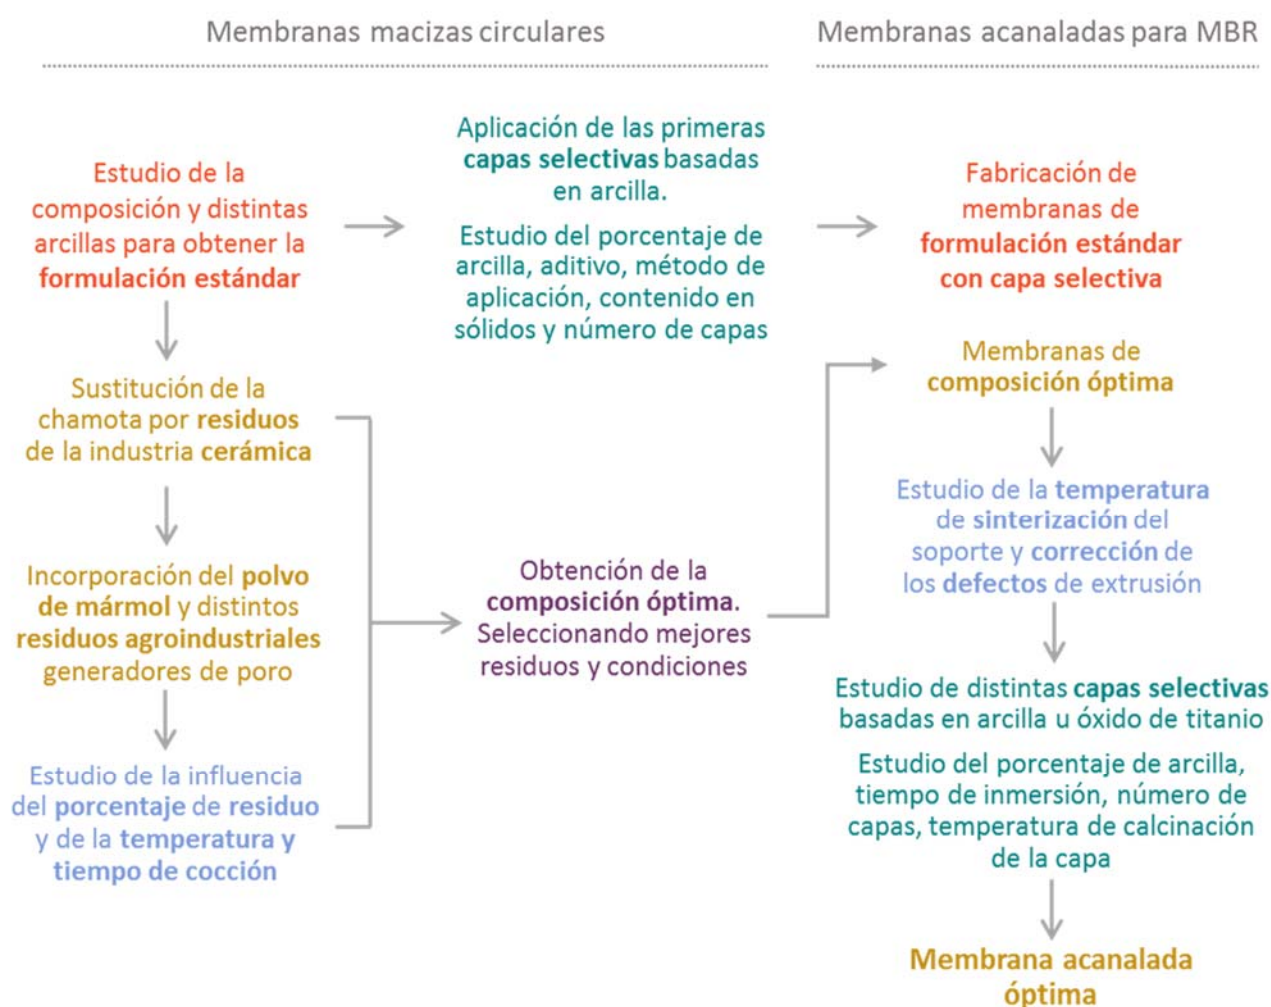 Membranas macizas circulares
Membranas acanaladas para MBR
Estudio de la
composición y distintas
arcillas para obtener la
formulación estándar
Aplicación de las primeras
capas selectivas basadas
en arcilla.
Estudio del porcentaje de
arcilla, aditivo, método de
aplicación, contenido en
sólidos y número de capas
Fabricación de
membranas de
formulación estándar
con capa selectiva
Sustitución de la
chamota por residuos
de la industria cerámica
Incorporación del polvo
de mármol y distintos
residuos agroindustriales
generadores de poro
Estudio de la influencia
del porcentaje de residuo
y de la temperatura y
tiempo de cocción
Obtención de la
composición óptima.
Seleccionando mejores
residuos y condiciones
Membranas de
composición óptima
Estudio de la temperatura
de sinterización del
soporte y corrección de
los defectos de extrusión
Estudio de distintas capas selectivas
basadas en arcilla u óxido de titanio
Estudio del porcentaje de arcilla,
tiempo de inmersión, número de
capas, temperatura de calcinación
de la capa
Membrana acanalada
óptima